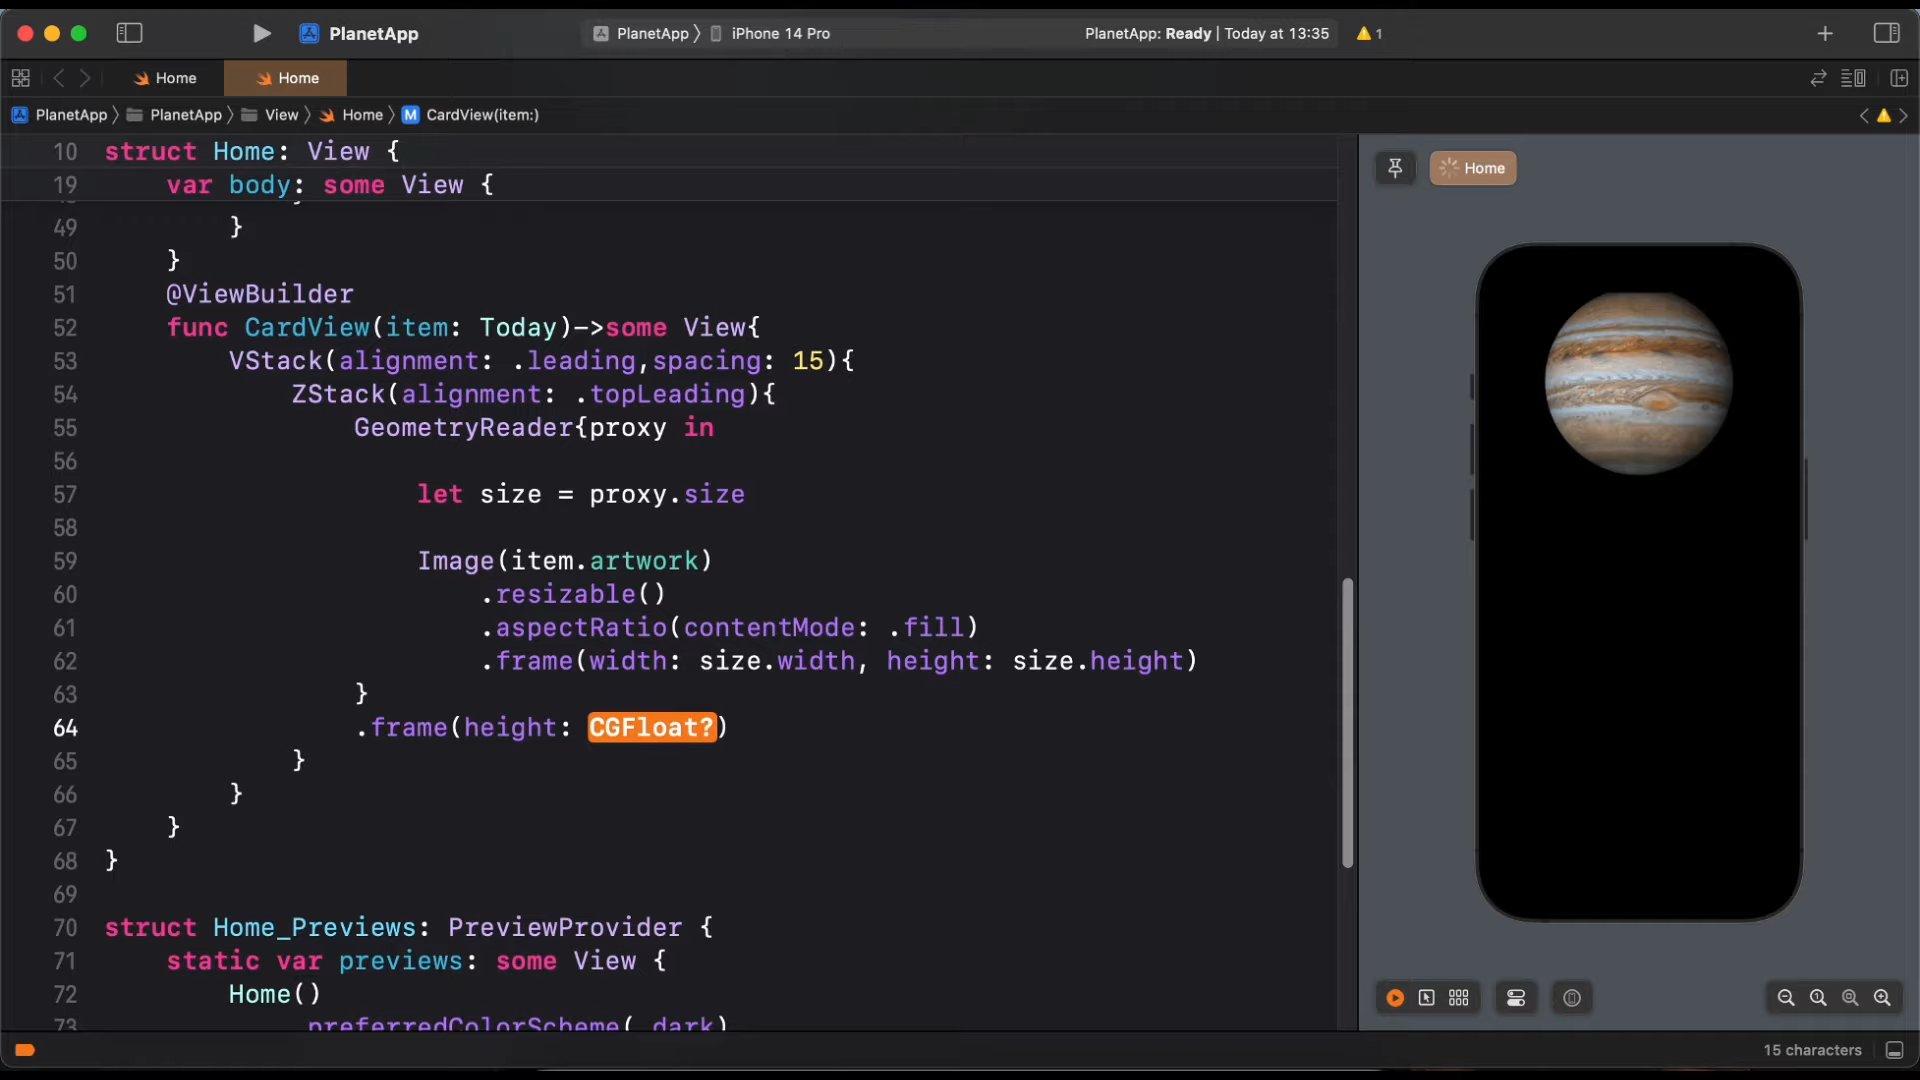 PlanetApp
PlanetApp 〉 iPhone 14 Pro
PlanetApp: Ready | Today at 13:35
1
Home
Home
PlanetApp 〉 PlanetApp 〉 View 〉 Home 〉 M CardView(item:)
10 struct Home: View {
19 var body: some View {
49 }
50 }
51 @ViewBuilder
52 func CardView(item: Today)->some View{
53 VStack(alignment: .leading,spacing: 15){
54 ZStack(alignment: .topLeading){
55 GeometryReader{proxy in
56
57 let size = proxy.size
58
59 Image(item.artwork)
60 .resizable()
61 .aspectRatio(contentMode: .fill)
62 .frame(width: size.width, height: size.height)
63 }
64 .frame(height: CGFloat?)
65 }
66 }
67 }
68 }
69
70 struct Home_Previews: PreviewProvider {
71 static var previews: some View {
72 Home()
73 .preferredColorScheme(.dark)
Home
15 characters